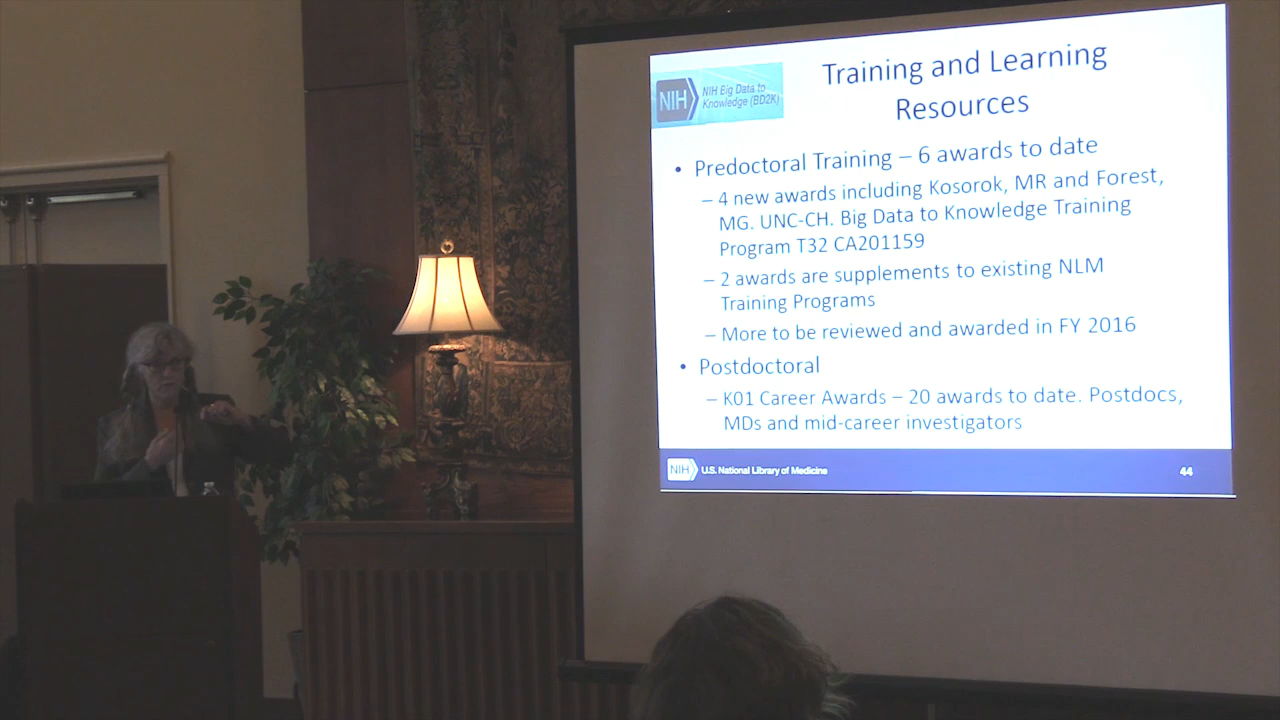 NIH
NIH Big Data to
Knowledge (BD2K)
Training and Learning
Resources
• Predoctoral Training – 6 awards to date
– 4 new awards including Kosorok, MR and Forest,
MG. UNC-CH. Big Data to Knowledge Training
Program T32 CA201159
– 2 awards are supplements to existing NLM
Training Programs
– More to be reviewed and awarded in FY 2016
• Postdoctoral
– K01 Career Awards – 20 awards to date. Postdocs,
MDs and mid-career investigators
NIH U.S. National Library of Medicine 44